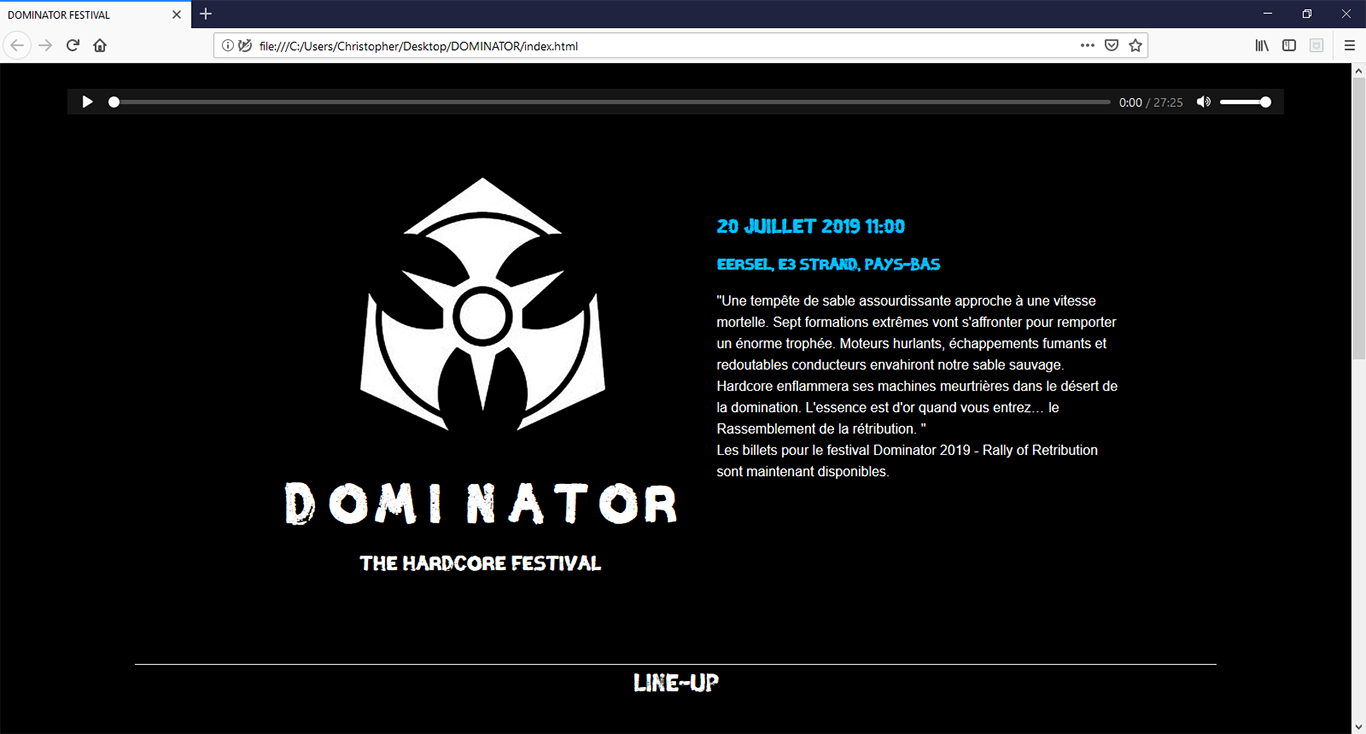 DOMINATOR FESTIVAL
file:///C:/Users/Christopher/Desktop/DOMINATOR/index.html
0:00 / 27:25
DOMINATOR
THE HARDCORE FESTIVAL
20 JUILLET 2019 11:00
EERSEL, E3 STRAND, PAYS-BAS
"Une tempête de sable assourdissante approche à une vitesse
mortelle. Sept formations extrêmes vont s'affronter pour remporter
un énorme trophée. Moteurs hurlants, échappements fumants et
redoutables conducteurs envahiront notre sable sauvage.
Hardcore enflammera ses machines meurtrières dans le désert de
la domination. L'essence est d'or quand vous entrez… le
Rassemblement de la rétribution. "
Les billets pour le festival Dominator 2019 - Rally of Retribution
sont maintenant disponibles.
LINE-UP